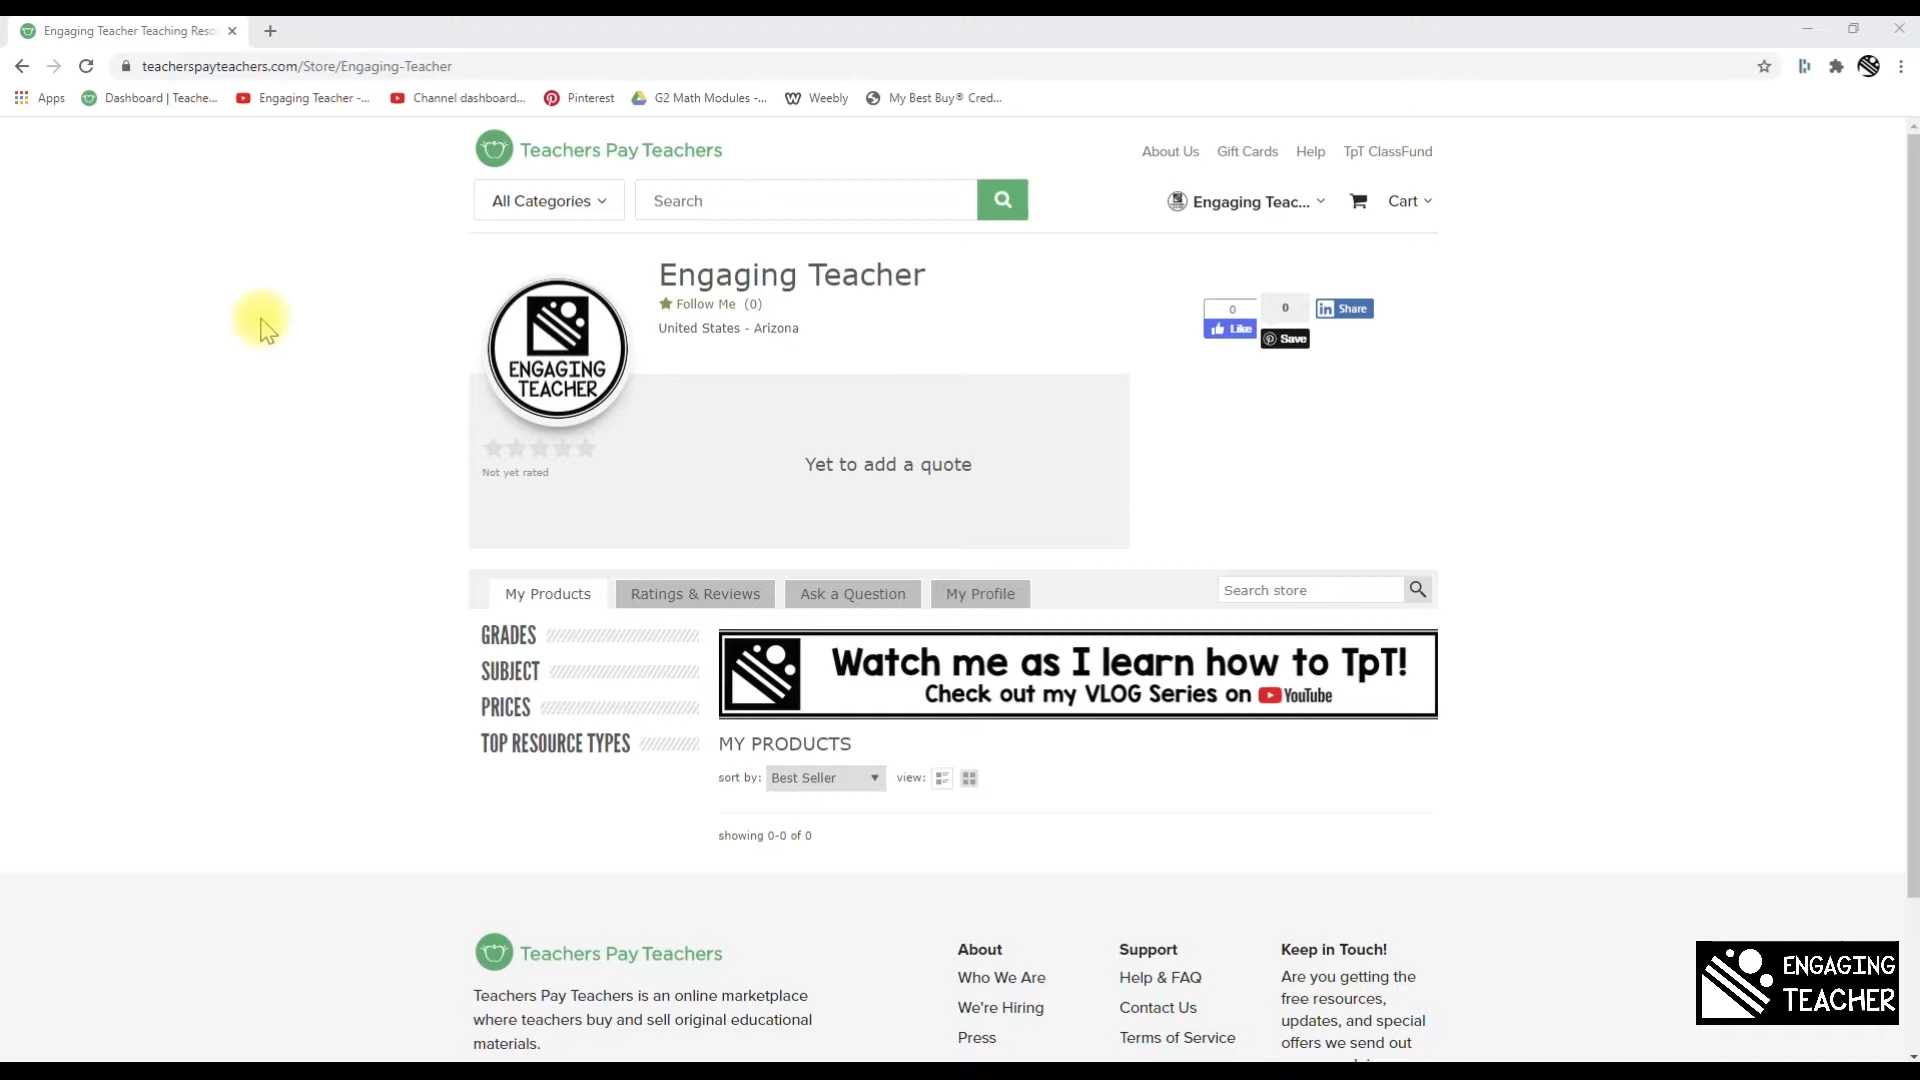 Engaging Teacher Teaching Reso
teacherspayteachers.com/Store/Engaging-Teacher
Apps
Dashboard | Teache...
Engaging Teacher -...
Channel dashboard...
Pinterest
G2 Math Modules -...
Weebly
My Best Buy® Cred...
Teachers Pay Teachers
About Us
Gift Cards
Help
TpT ClassFund
All Categories
Search
Engaging Teac...
Cart
Engaging Teacher
Follow Me (0)
United States - Arizona
0
Like
0
Save
Share
ENGAGING
TEACHER
Not yet rated
Yet to add a quote
My Products
Ratings & Reviews
Ask a Question
My Profile
Search store
GRADES
SUBJECT
PRICES
TOP RESOURCE TYPES
Watch me as I learn how to TpT!
Check out my VLOG Series on YouTube
MY PRODUCTS
sort by: Best Seller view:
showing 0-0 of 0
Teachers Pay Teachers
Teachers Pay Teachers is an online marketplace
where teachers buy and sell original educational
materials.
About
Who We Are
We're Hiring
Press
Support
Help & FAQ
Contact Us
Terms of Service
Keep in Touch!
Are you getting the
free resources,
updates, and special
offers we send out
ENGAGING
TEACHER